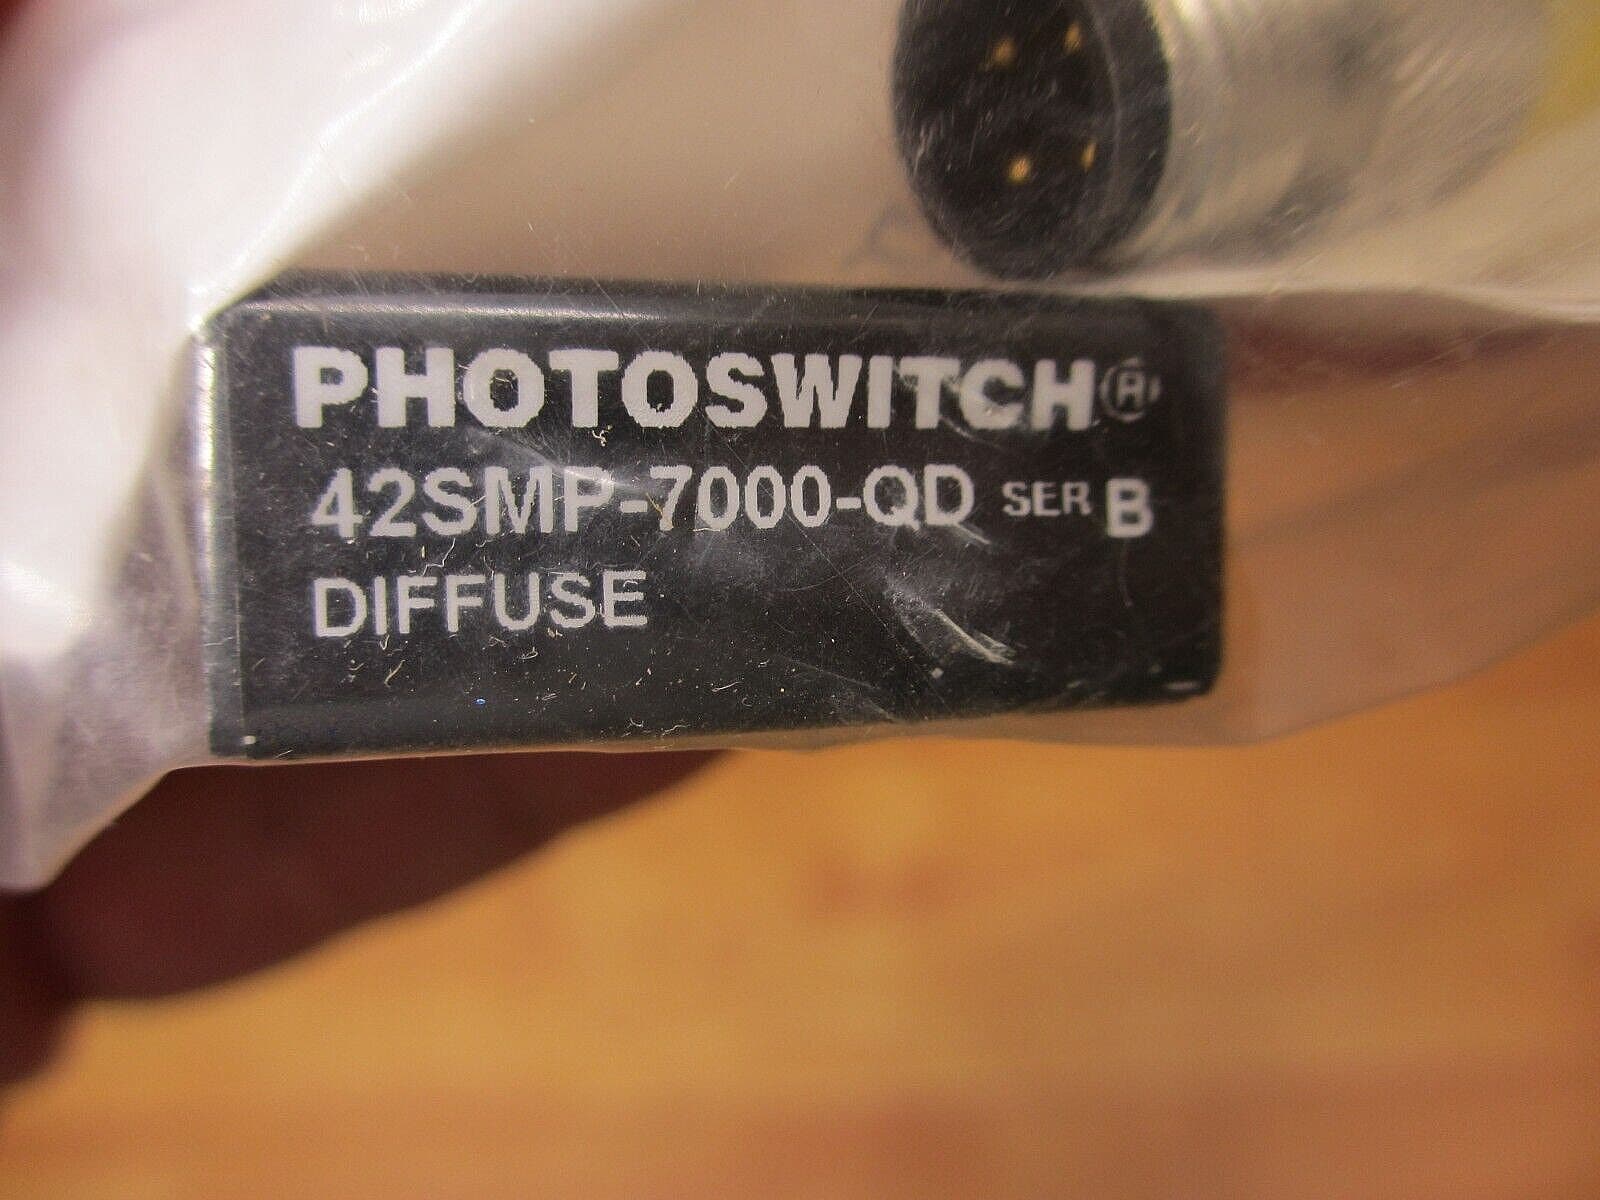 PHOTOSWITCH®
42SMP-7000-QD SER B
DIFFUSE